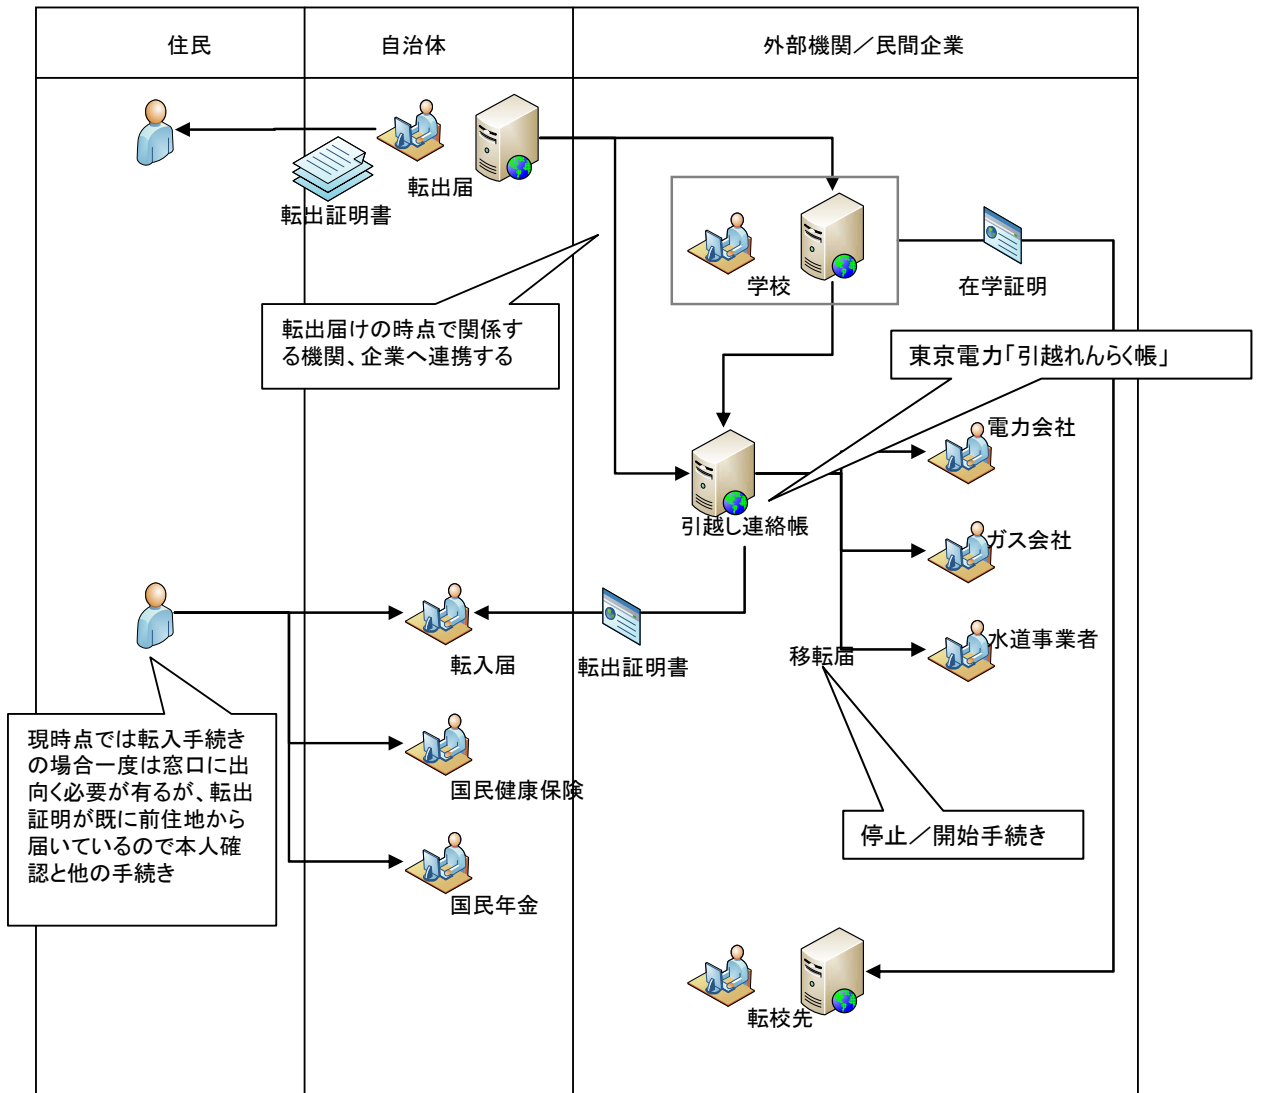 住民
自治体
外部機関／民間企業
転出届
転出証明書
学校
在学証明
転出届けの時点で関係す
る機関、企業へ連携する
東京電力「引越れんらく帳」
電力会社
引越し連絡帳
ガス会社
水道事業者
移転届
転入届
転出証明書
現時点では転入手続き
の場合一度は窓口に出
向く必要が有るが、転出
証明が既に前住地から
届いているので本人確
認と他の手続き
国民健康保険
停止／開始手続き
国民年金
転校先